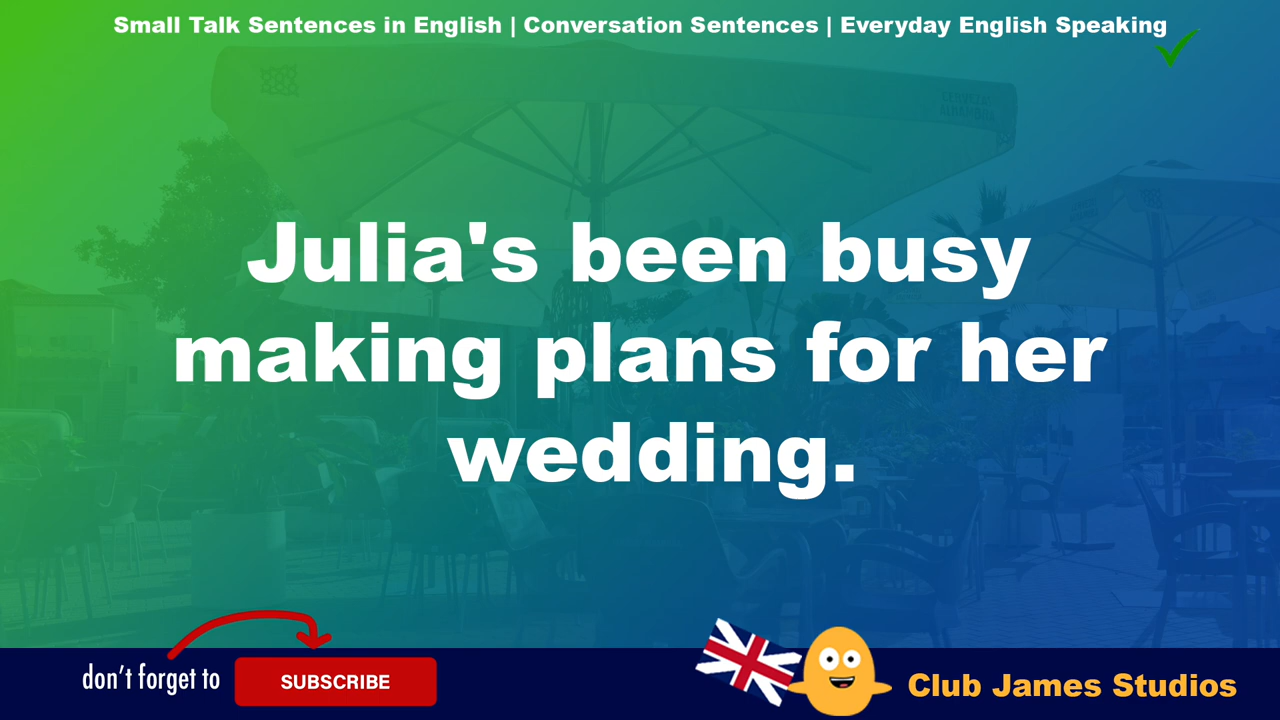 Small Talk Sentences in English | Conversation Sentences | Everyday English Speaking
Julia's been busy
making plans for her
wedding.
don't forget to
SUBSCRIBE
Club James Studios